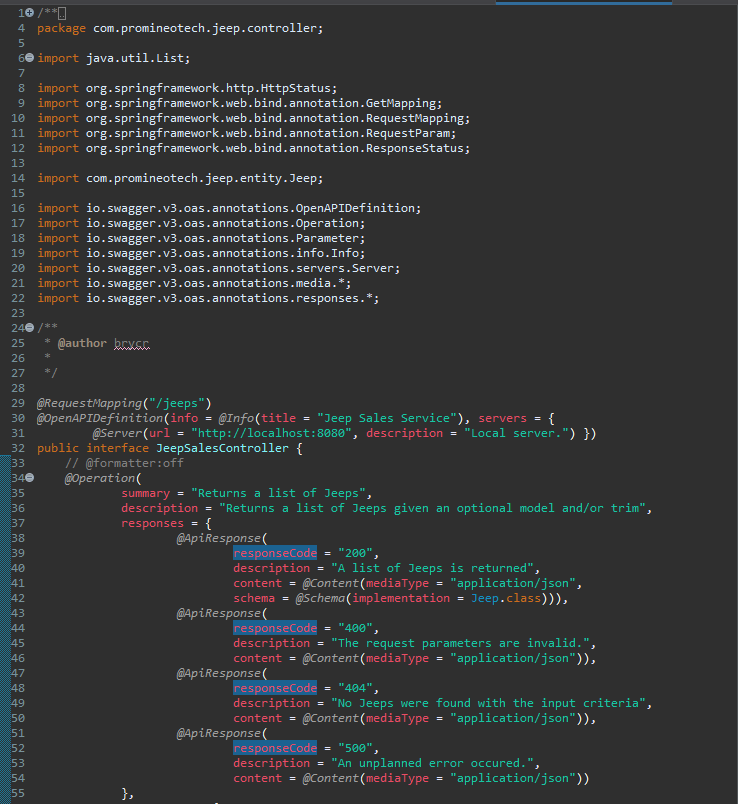 1 /**
4 package com.promineotech.jeep.controller;
5
6 import java.util.List;
7
8 import org.springframework.http.HttpStatus;
9 import org.springframework.web.bind.annotation.GetMapping;
10 import org.springframework.web.bind.annotation.RequestMapping;
11 import org.springframework.web.bind.annotation.RequestParam;
12 import org.springframework.web.bind.annotation.ResponseStatus;
13
14 import com.promineotech.jeep.entity.Jeep;
15
16 import io.swagger.v3.oas.annotations.OpenAPIDefinition;
17 import io.swagger.v3.oas.annotations.Operation;
18 import io.swagger.v3.oas.annotations.Parameter;
19 import io.swagger.v3.oas.annotations.info.Info;
20 import io.swagger.v3.oas.annotations.servers.Server;
21 import io.swagger.v3.oas.annotations.media.*;
22 import io.swagger.v3.oas.annotations.responses.*;
23
24 /**
25  * @author brycr
26  *
27  */
28
29 @RequestMapping("/jeeps")
30 @OpenAPIDefinition(info = @Info(title = "Jeep Sales Service"), servers = {
31         @Server(url = "http://localhost:8080", description = "Local server.") })
32 public interface JeepSalesController {
33     // @formatter:off
34     @Operation(
35             summary = "Returns a list of Jeeps",
36             description = "Returns a list of Jeeps given an optional model and/or trim",
37             responses = {
38                     @ApiResponse(
39                             responseCode = "200",
40                             description = "A list of Jeeps is returned",
41                             content = @Content(mediaType = "application/json",
42                             schema = @Schema(implementation = Jeep.class))),
43                     @ApiResponse(
44                             responseCode = "400",
45                             description = "The request parameters are invalid.",
46                             content = @Content(mediaType = "application/json")),
47                     @ApiResponse(
48                             responseCode = "404",
49                             description = "No Jeeps were found with the input criteria",
50                             content = @Content(mediaType = "application/json")),
51                     @ApiResponse(
52                             responseCode = "500",
53                             description = "An unplanned error occured.",
54                             content = @Content(mediaType = "application/json"))
55             },